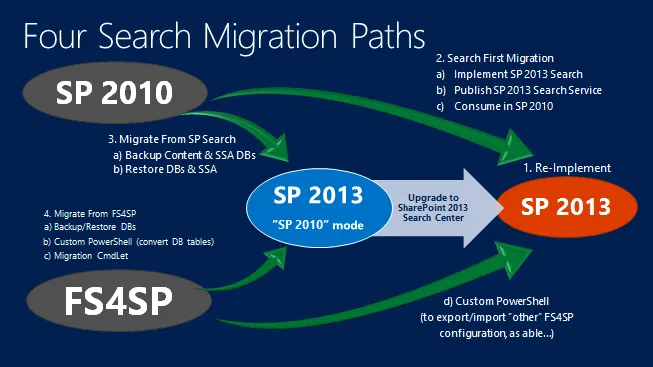 Four Search Migration Paths
SP 2010
2. Search First Migration
a) Implement SP 2013 Search
b) Publish SP 2013 Search Service
c) Consume in SP 2010
3. Migrate From SP Search
a) Backup Content & SSA DBs
b) Restore DBs & SSA
1. Re-Implement
SP 2013
"SP 2010" mode
Upgrade to
SharePoint 2013
Search Center
SP 2013
4. Migrate From FS4SP
a) Backup/Restore DBs
b) Custom PowerShell (convert DB tables)
c) Migration CmdLet
FS4SP
d) Custom PowerShell
(to export/import "other" FS4SP
configuration, as able...)